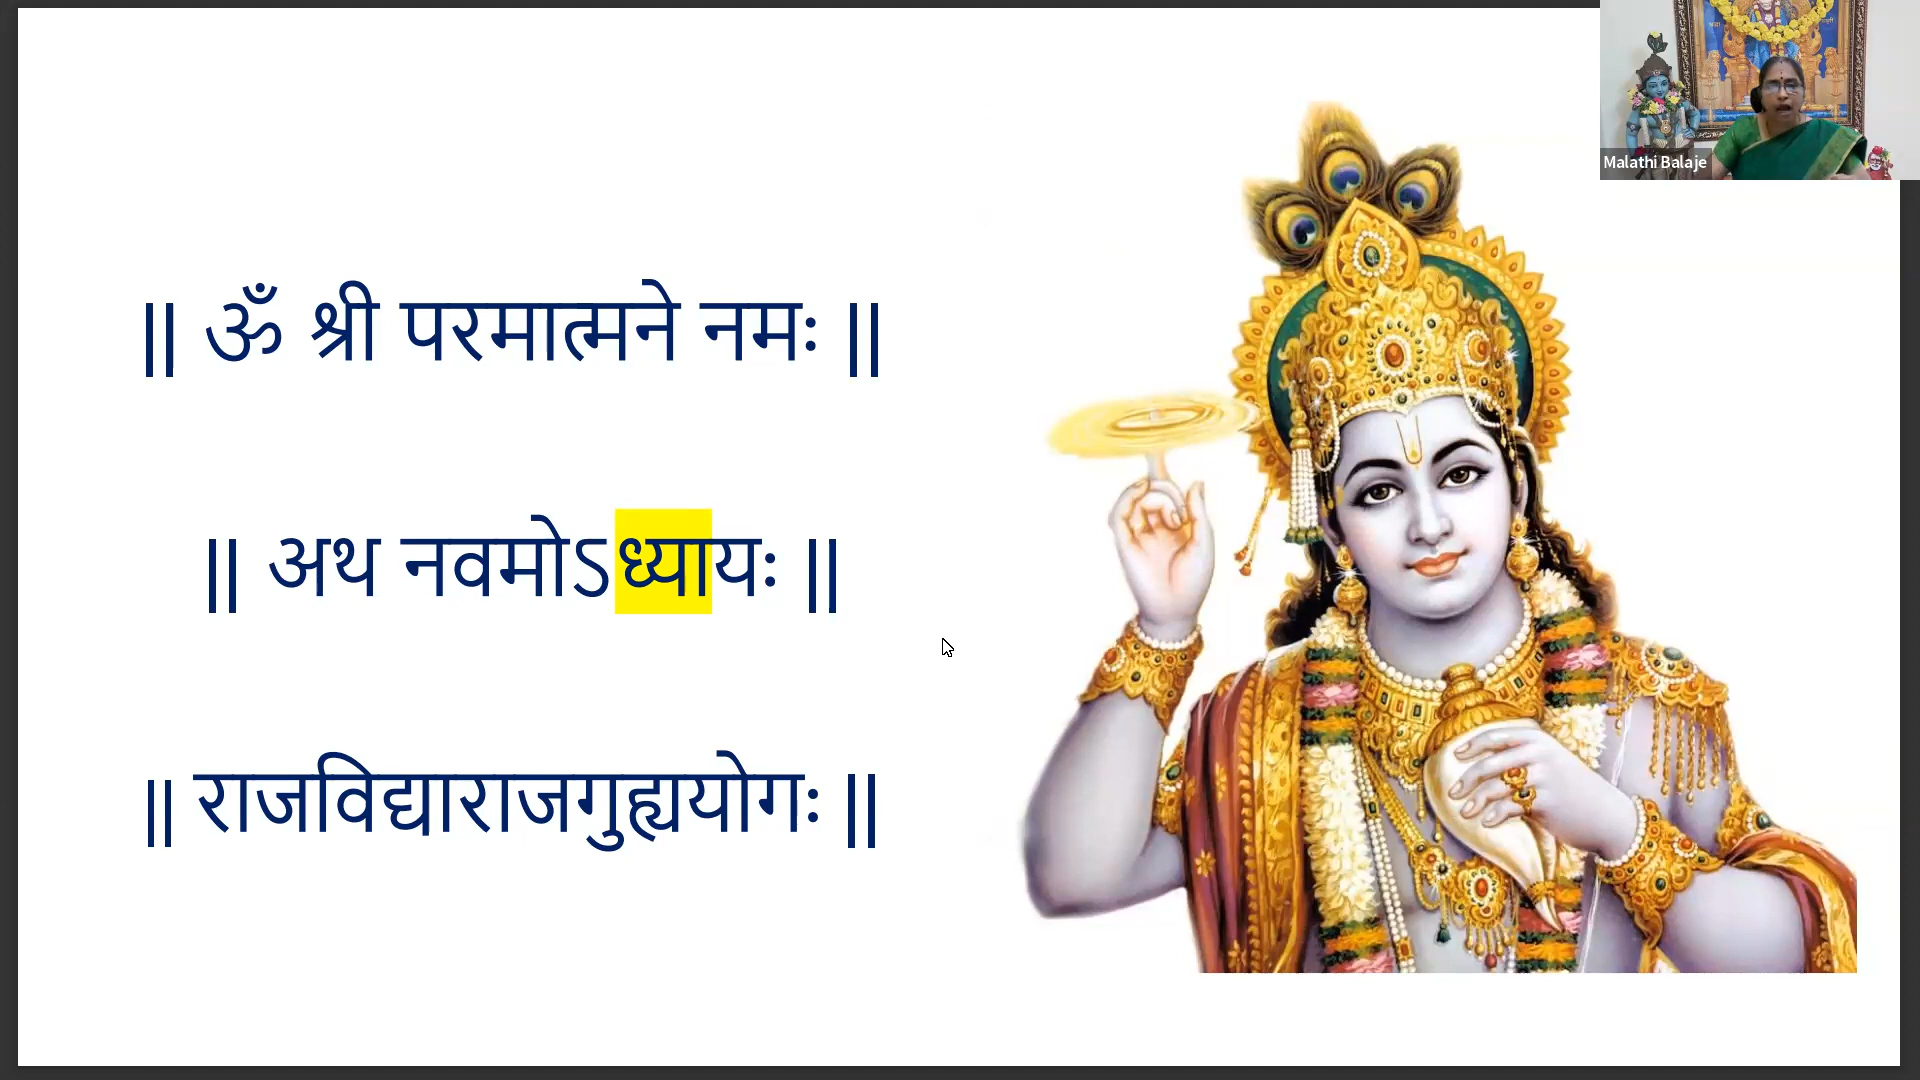 || ॐ श्री परमात्मने नमः ||
|| अथ नवमोऽध्यायः ||
|| राजविद्याराजगुह्ययोगः ||
Malathi Balaje